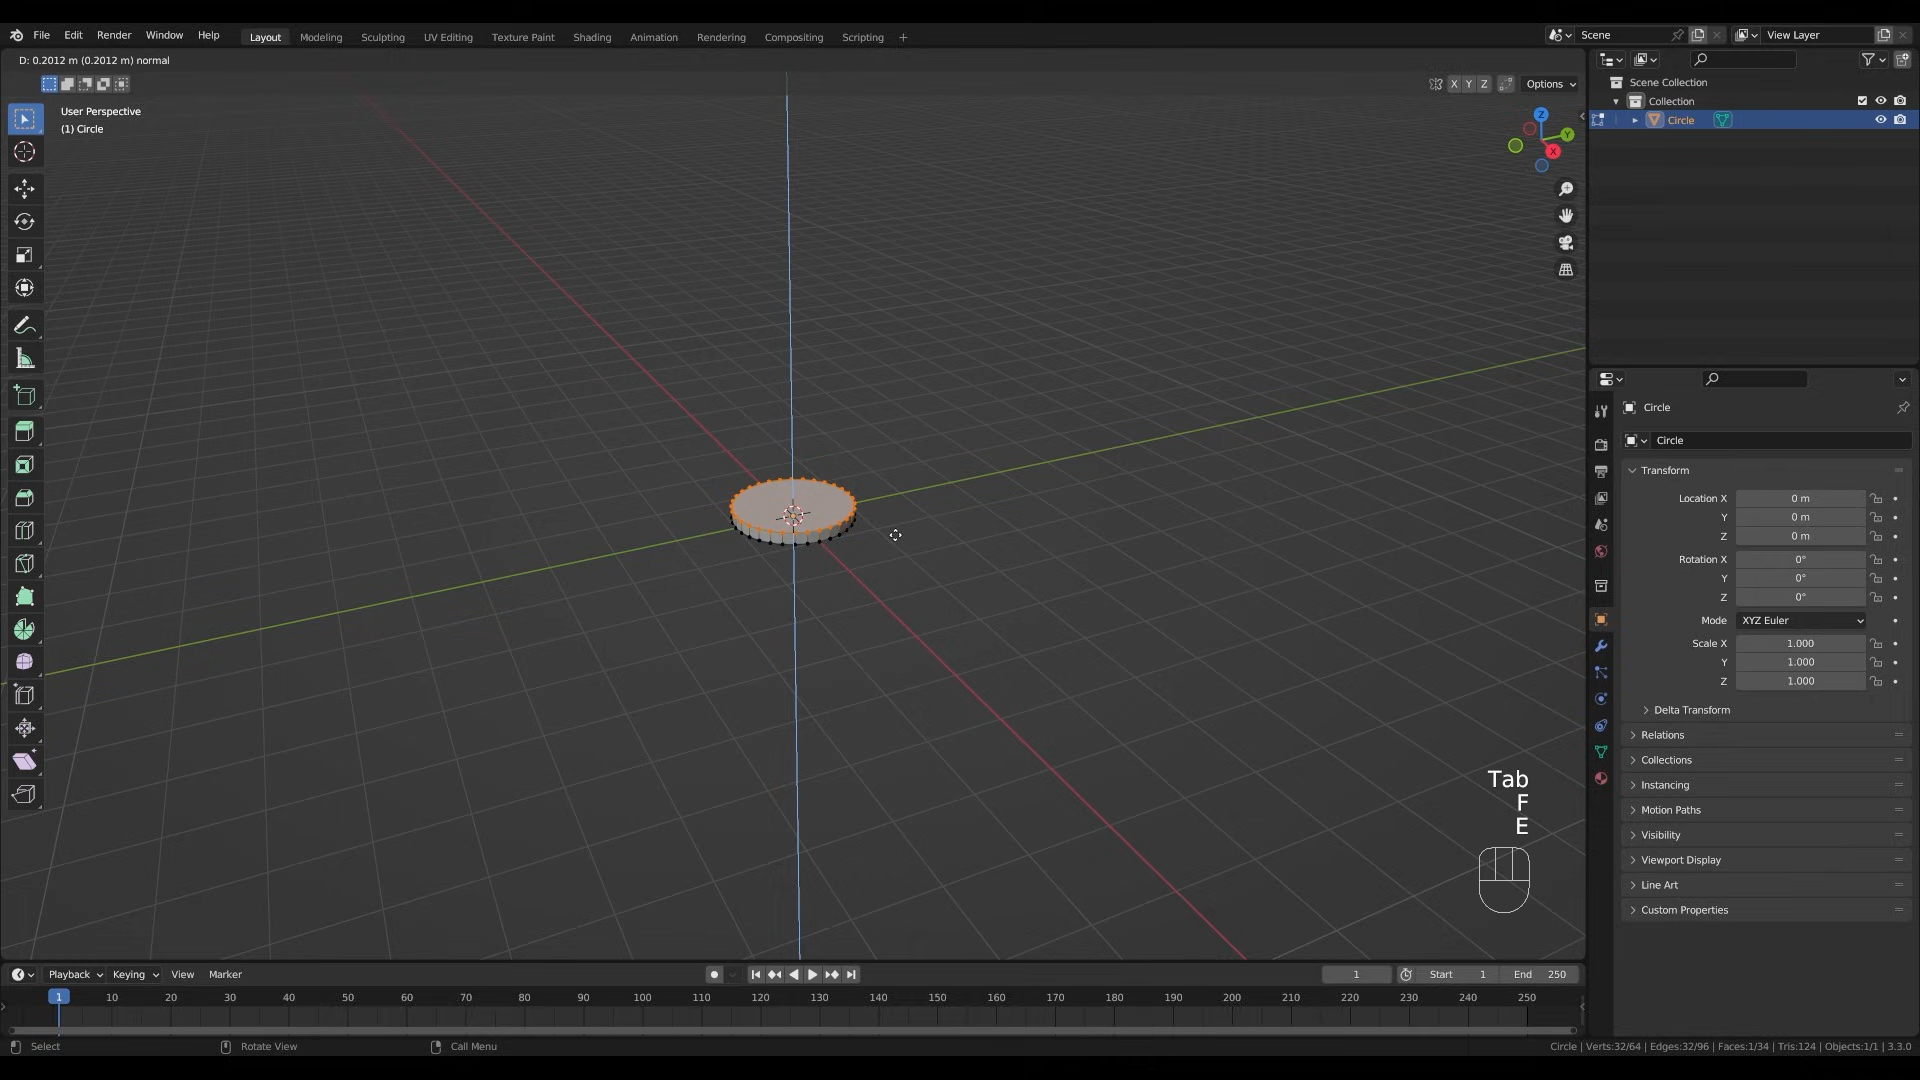 File Edit Render Window Help Layout Modeling Sculpting UV Editing Texture Paint Shading Animation Rendering Compositing Scripting + Scene View Layer
D: 0.2012 m (0.2012 m) normal
X Y Z Options
User Perspective
(1) Circle
Z
Y
X
Scene Collection
Collection
Circle
Circle
Circle
Transform
Location X 0 m
Y 0 m
Z 0 m
Rotation X 0°
Y 0°
Z 0°
Mode XYZ Euler
Scale X 1.000
Y 1.000
Z 1.000
Delta Transform
Relations
Collections
Instancing
Motion Paths
Visibility
Viewport Display
Line Art
Custom Properties
Tab
F
E
Playback Keying View Marker 1 Start 1 End 250
1 10 20 30 40 50 60 70 80 90 100 110 120 130 140 150 160 170 180 190 200 210 220 230 240 250
Select Rotate View Call Menu Circle | Verts:32/64 | Edges:32/96 | Faces:1/34 | Tris:124 | Objects:1/1 | 3.3.0